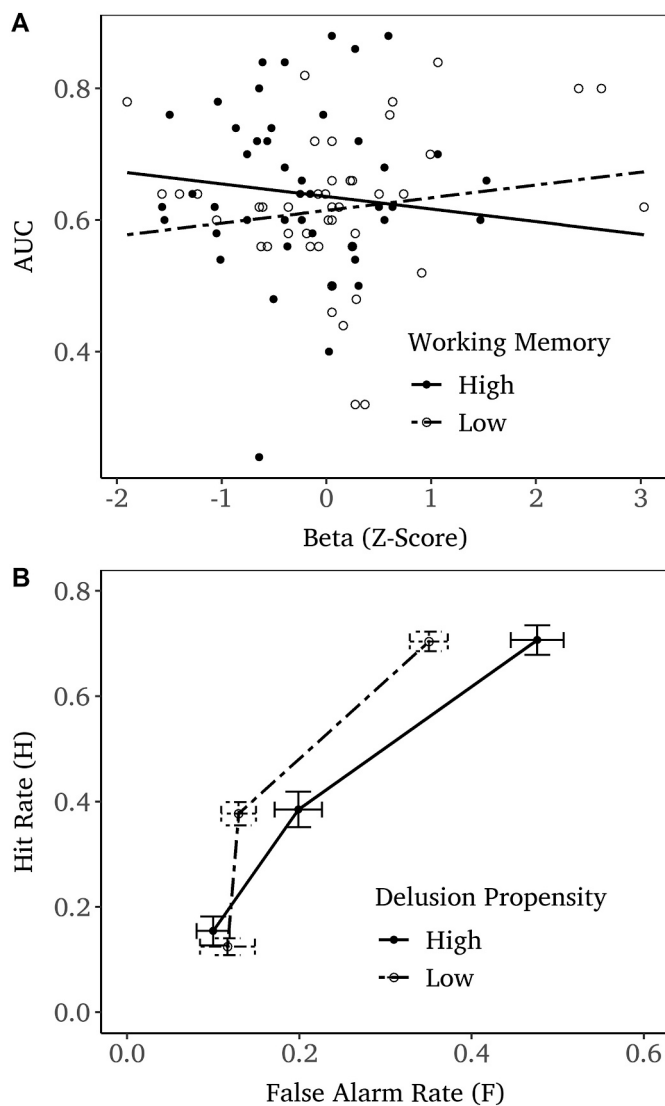 A
0.8
0.6
0.4
AUC
Working Memory
High
Low
-2 -1 0 1 2 3
Beta (Z-Score)
B
0.8
0.6
0.4
0.2
0.0
Hit Rate (H)
Delusion Propensity
High
Low
0.0 0.2 0.4 0.6
False Alarm Rate (F)